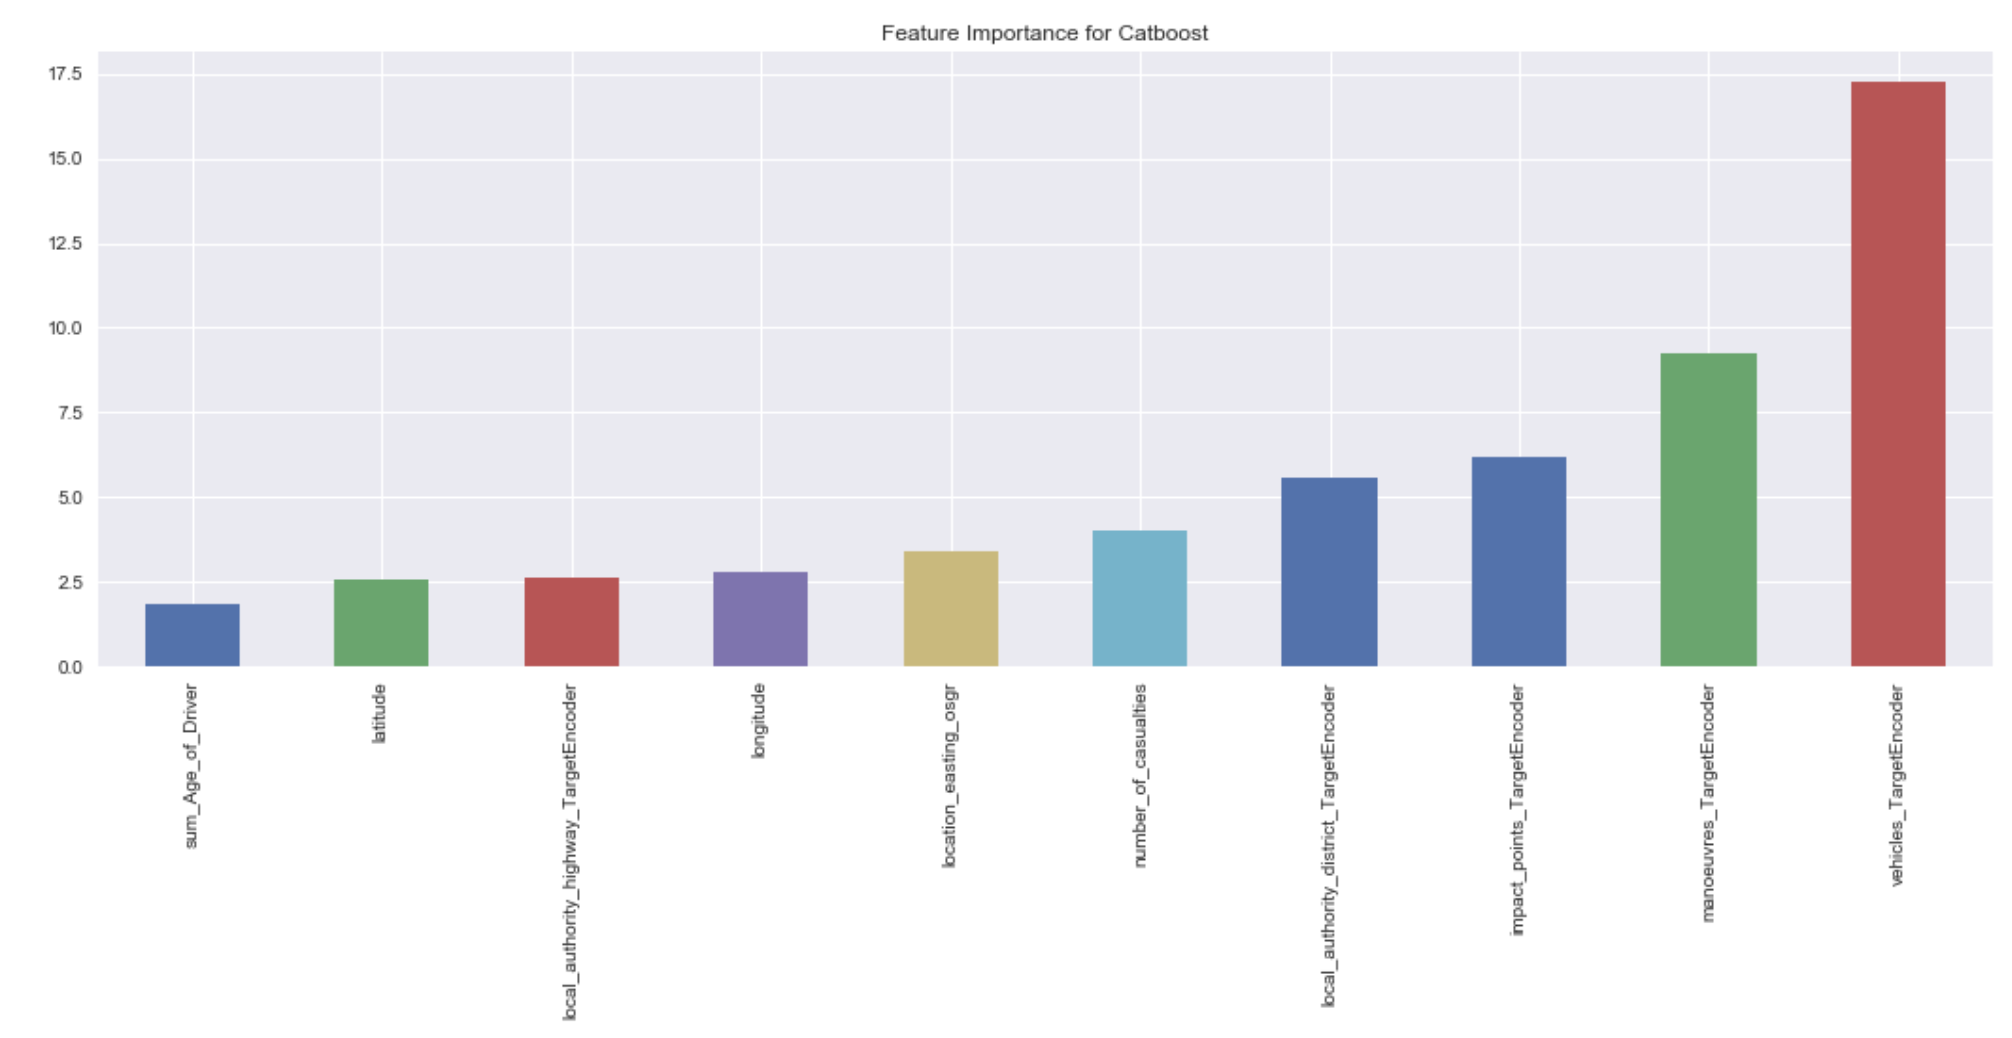 Feature Importance for Catboost
17.5
15.0
12.5
10.0
7.5
5.0
2.5
0.0
sum_Age_of_Driver
latitude
local_authority_highway_TargetEncoder
longitude
location_easting_osgr
number_of_casualties
local_authority_district_TargetEncoder
impact_points_TargetEncoder
manoeuvres_TargetEncoder
vehicles_TargetEncoder